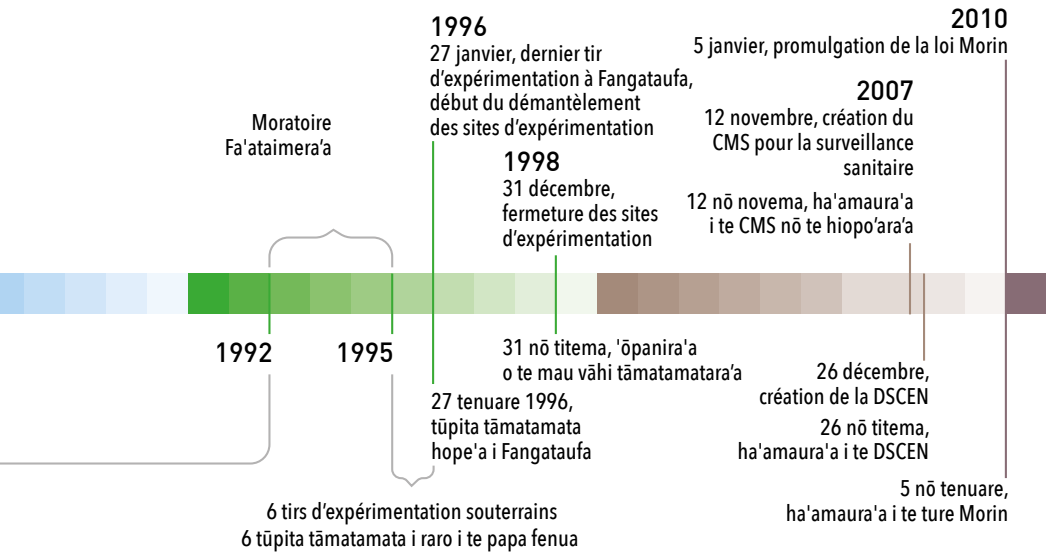 1996
27 janvier, dernier tir
d'expérimentation à Fangataufa,
début du démantèlement
des sites d'expérimentation
2010
5 janvier, promulgation de la loi Morin
2007
12 novembre, création du
CMS pour la surveillance
sanitaire
12 nō novema, ha'amaura'a
i te CMS nō te hiopo’ara’a
Moratoire
Fa'ataimera’a
1998
31 décembre,
fermeture des sites
d'expérimentation
1992
1995
31 nō titema, 'ōpanira'a
o te mau vāhi tāmatamatara’a
27 tenuare 1996,
tūpita tāmatamata
hope'a i Fangataufa
26 décembre,
création de la DSCEN
26 nō titema,
ha'amaura'a i te DSCEN
5 nō tenuare,
ha'amaura'a i te ture Morin
6 tirs d’expérimentation souterrains
6 tūpita tāmatamata i raro i te papa fenua